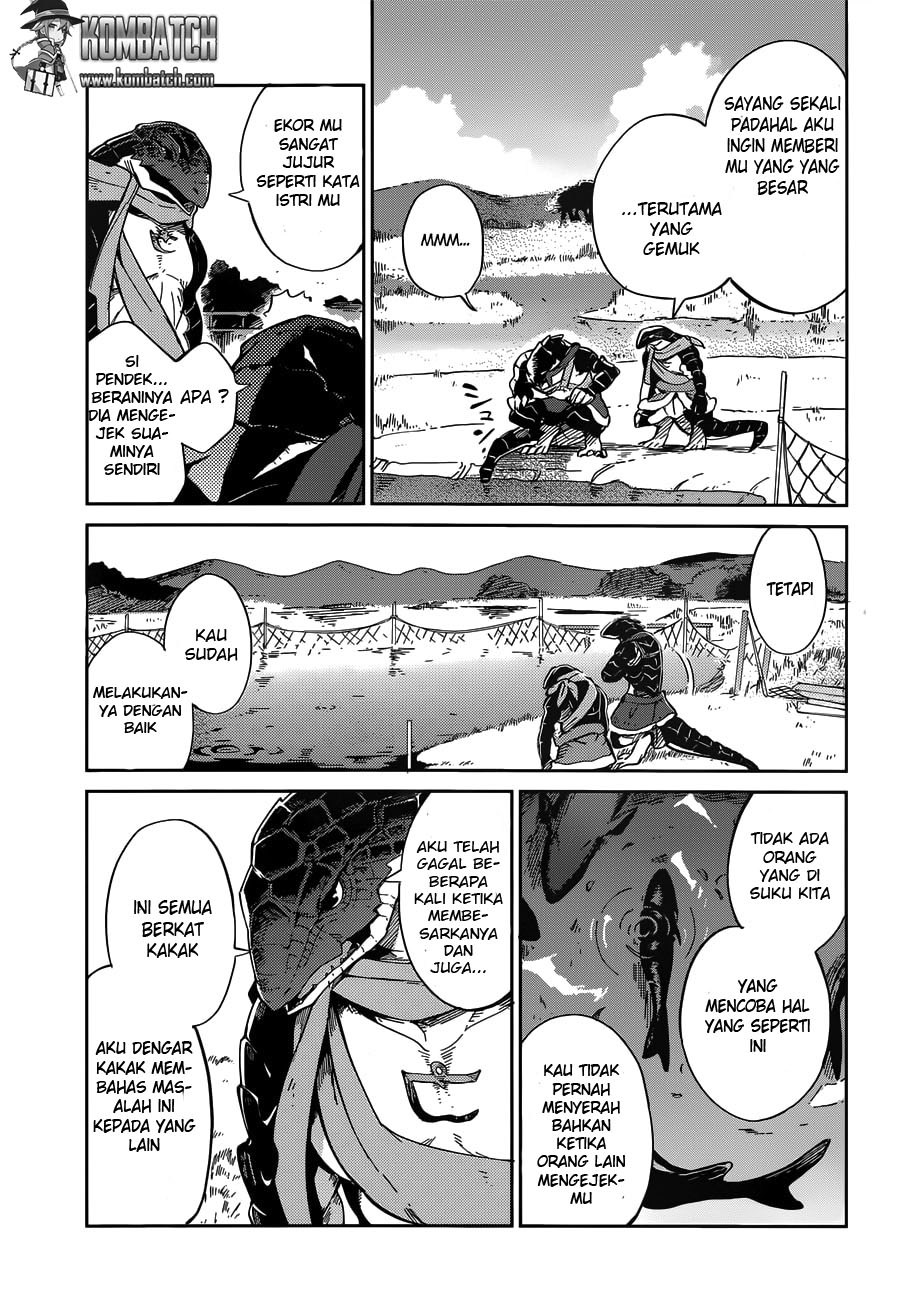 KOMBATCH
www.kombatch.com
SAYANG SEKALI
PADAHAL AKU
INGIN MEMBERI
MU YANG YANG
BESAR
...TERUTAMA
YANG
GEMUK
MMM...
EKOR MU
SANGAT
JUJUR
SEPERTI KATA
ISTRI MU
APA ?
SI
PENDEK...
BERANINYA
DIA MENGE-
JEK SUA-
MINYA
SENDIRI
TETAPI
KAU
SUDAH
MELAKUKAN-
YA DENGAN
BAIK
TIDAK ADA
ORANG
YANG DI
SUKU KITA
YANG
MENCOBA HAL
YANG SEPERTI
INI
KAU TIDAK
PERNAH
MENYERAH
BAHKAN
KETIKA
ORANG LAIN
MENGEJEK-
MU
AKU TELAH
GAGAL BE-
BERAPA
KALI KETIKA
MEMBE-
SARKANYA
DAN
JUGA...
INI SEMUA
BERKAT
KAKAK
AKU DENGAR
KAKAK MEM-
BAHAS MAS-
ALAH INI
KEPADA YANG
LAIN